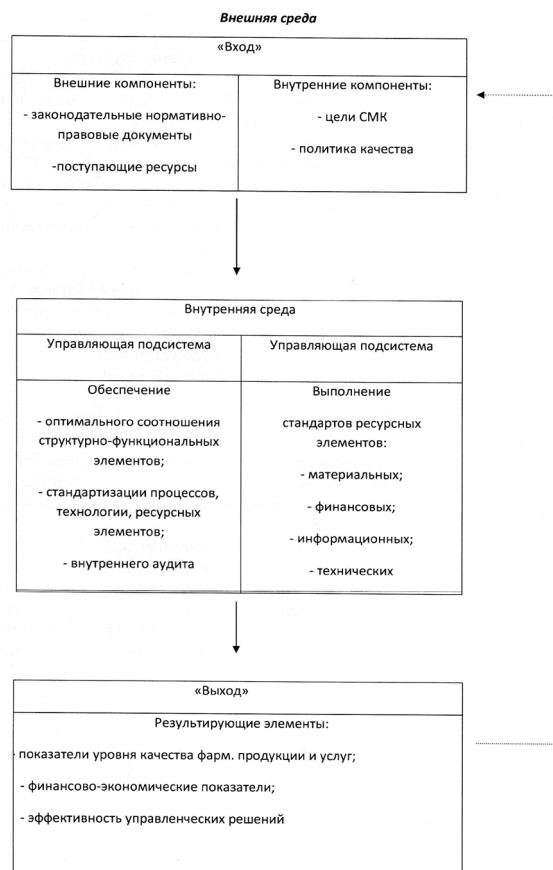 Внешняя среда
«Вход»
Внешние компоненты:
- законодательные нормативно-
правовые документы
-поступающие ресурсы
Внутренние компоненты:
- цели СМК
- политика качества
Внутренняя среда
Управляющая подсистема
Управляющая подсистема
Обеспечение
- оптимального соотношения
структурно-функциональных
элементов;
- стандартизации процессов,
технологии, ресурсных
элементов;
- внутреннего аудита
Выполнение
стандартов ресурсных
элементов:
- материальных;
- финансовых;
- информационных;
- технических
«Выход»
Результирующие элементы:
- показатели уровня качества фарм. продукции и услуг;
- финансово-экономические показатели;
- эффективность управленческих решений